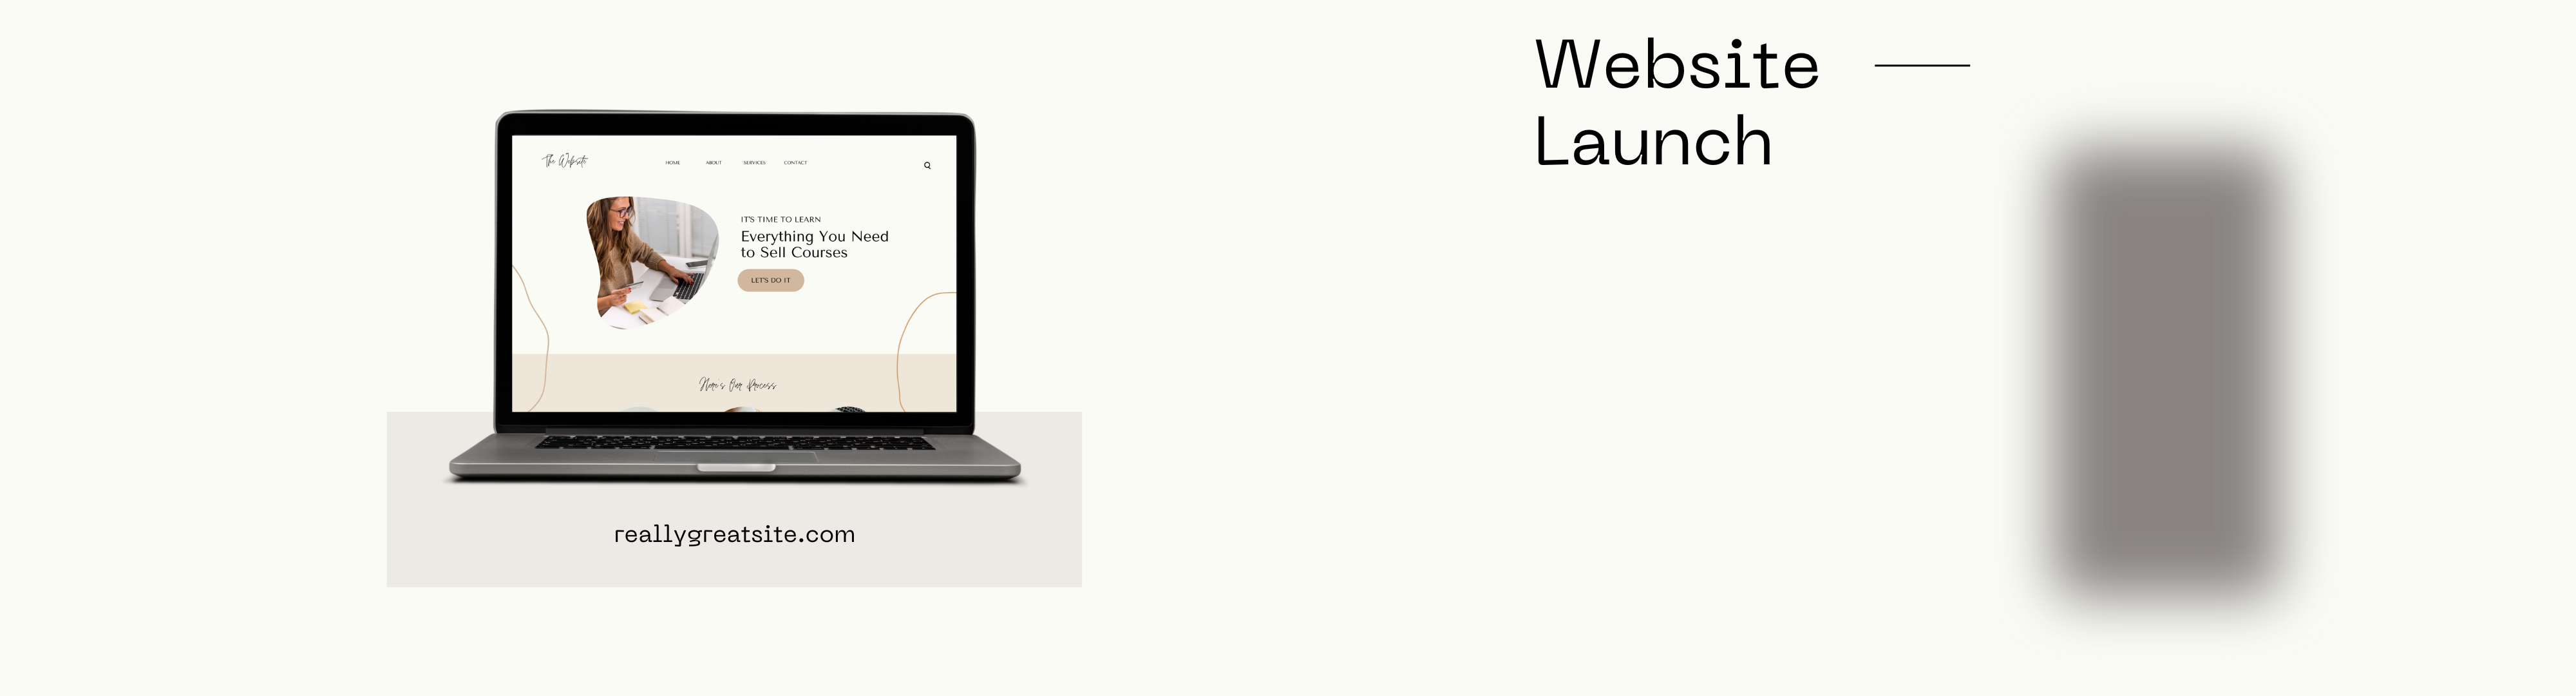 Website
Launch
The Website
HOME ABOUT SERVICES CONTACT
IT'S TIME TO LEARN
Everything You Need
to Sell Courses
LET'S DO IT
Here's Our Process
reallygreatsite.com